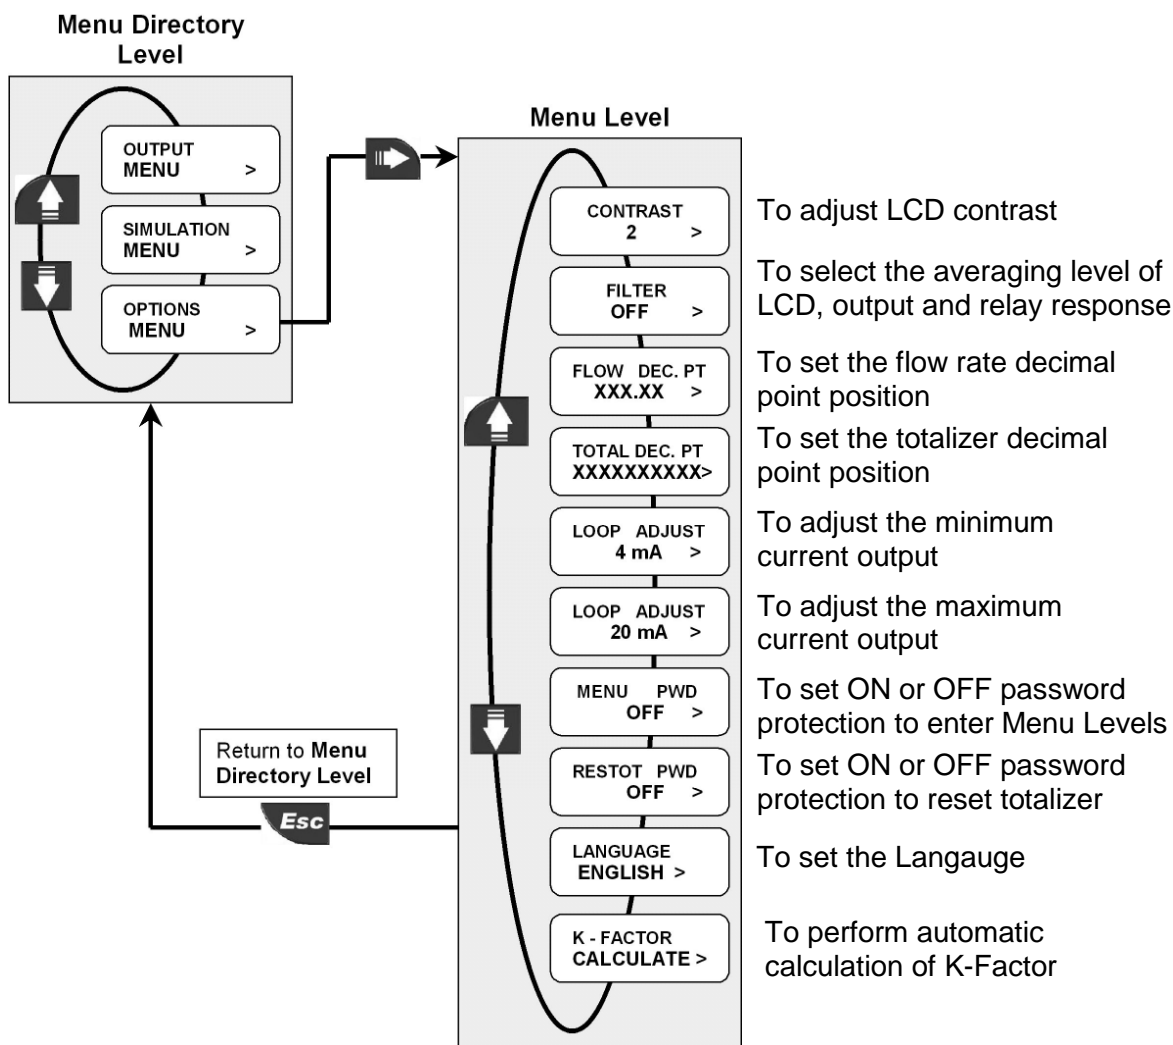 Menu Directory
Level
OUTPUT
MENU >
SIMULATION
MENU >
OPTIONS
MENU >
Return to Menu
Directory Level
Esc
Menu Level
CONTRAST
2 >
To adjust LCD contrast
FILTER
OFF >
To select the averaging level of
LCD, output and relay response
FLOW DEC. PT
XXX.XX >
To set the flow rate decimal
point position
TOTAL DEC. PT
XXXXXXXXXX>
To set the totalizer decimal
point position
LOOP ADJUST
4 mA >
To adjust the minimum
current output
LOOP ADJUST
20 mA >
To adjust the maximum
current output
MENU PWD
OFF >
To set ON or OFF password
protection to enter Menu Levels
RESTOT PWD
OFF >
To set ON or OFF password
protection to reset totalizer
LANGUAGE
ENGLISH >
To set the Langauge
K - FACTOR
CALCULATE >
To perform automatic
calculation of K-Factor